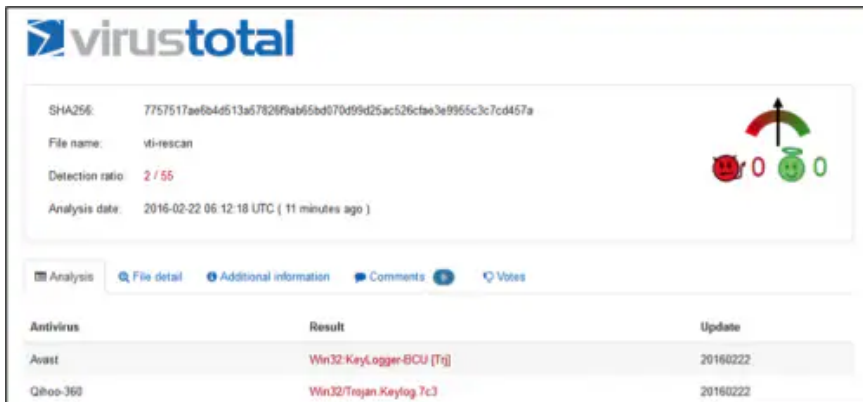 virustotal
SHA256: 7757517ae6b4d513a67826f9ab65bd070d99d25ac526cfae3e9955c3c7cd457a
File name: vti-rescan
Detection ratio: 2 / 55
Analysis date: 2016-02-22 06:12:18 UTC ( 11 minutes ago )
0 0
Analysis File detail Additional information Comments Votes
Antivirus Result Update
Avast Win32:KeyLogger-BCU [Trj] 20160222
Qihoo-360 Win32/Trojan.Keylog.7c3 20160222